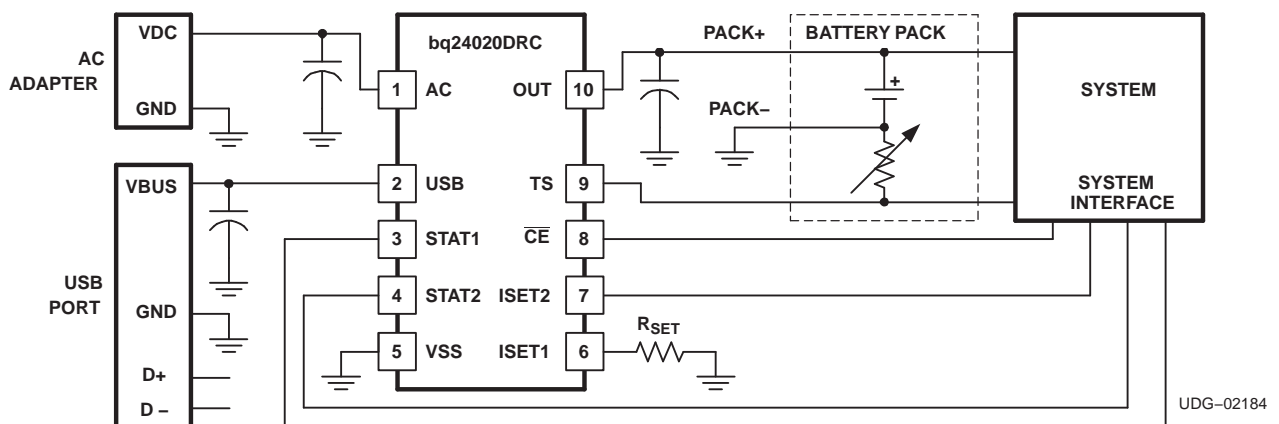 AC
ADAPTER
VDC
GND
USB
PORT
VBUS
GND
D+
D –
bq24020DRC
1 AC
2 USB
3 STAT1
4 STAT2
5 VSS
OUT 10
TS 9
CE 8
ISET2 7
ISET1 6
RSET
PACK+
PACK–
BATTERY PACK
+
SYSTEM
SYSTEM
INTERFACE
UDG–02184